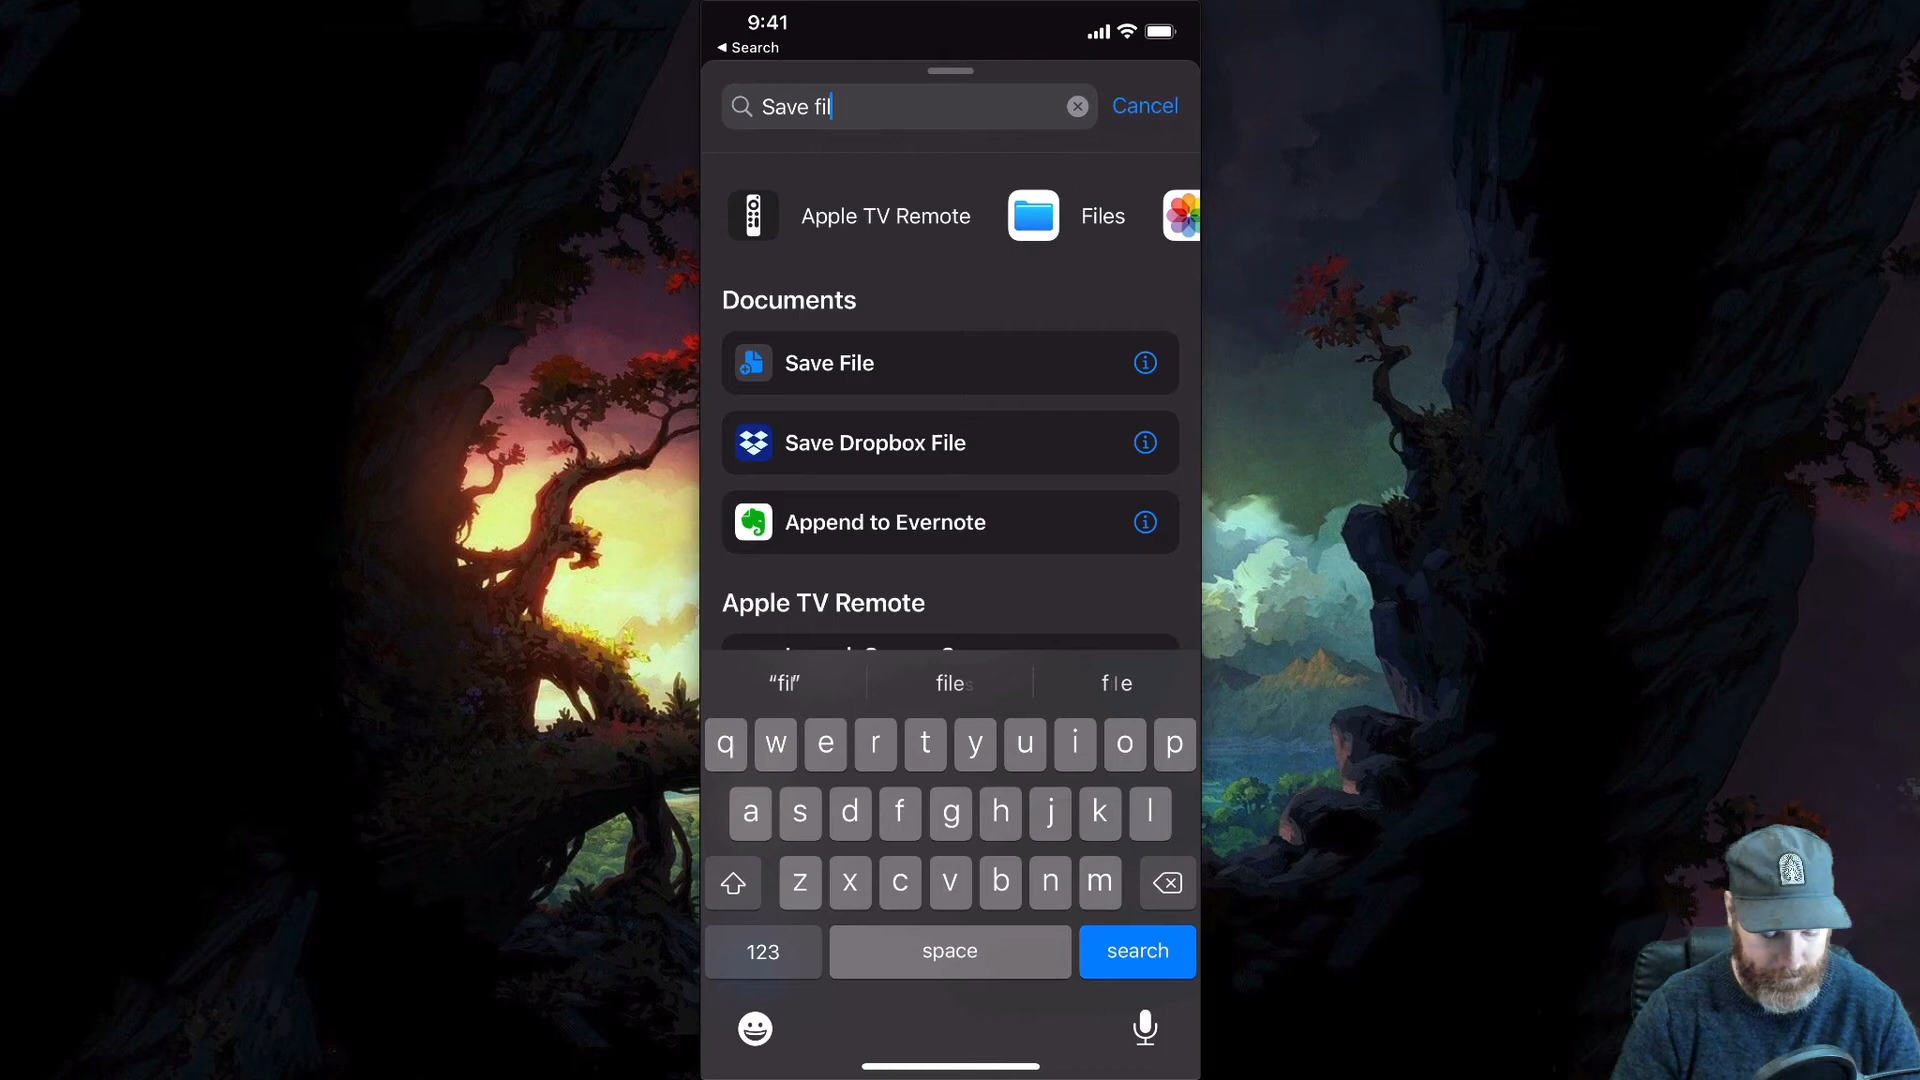 9:41
◀ Search
Save fil
Cancel
Apple TV Remote
Files
Documents
Save File
Save Dropbox File
Append to Evernote
Apple TV Remote
“fil”
files
file
q w e r t y u i o p
a s d f g h j k l
z x c v b n m
123
space
search